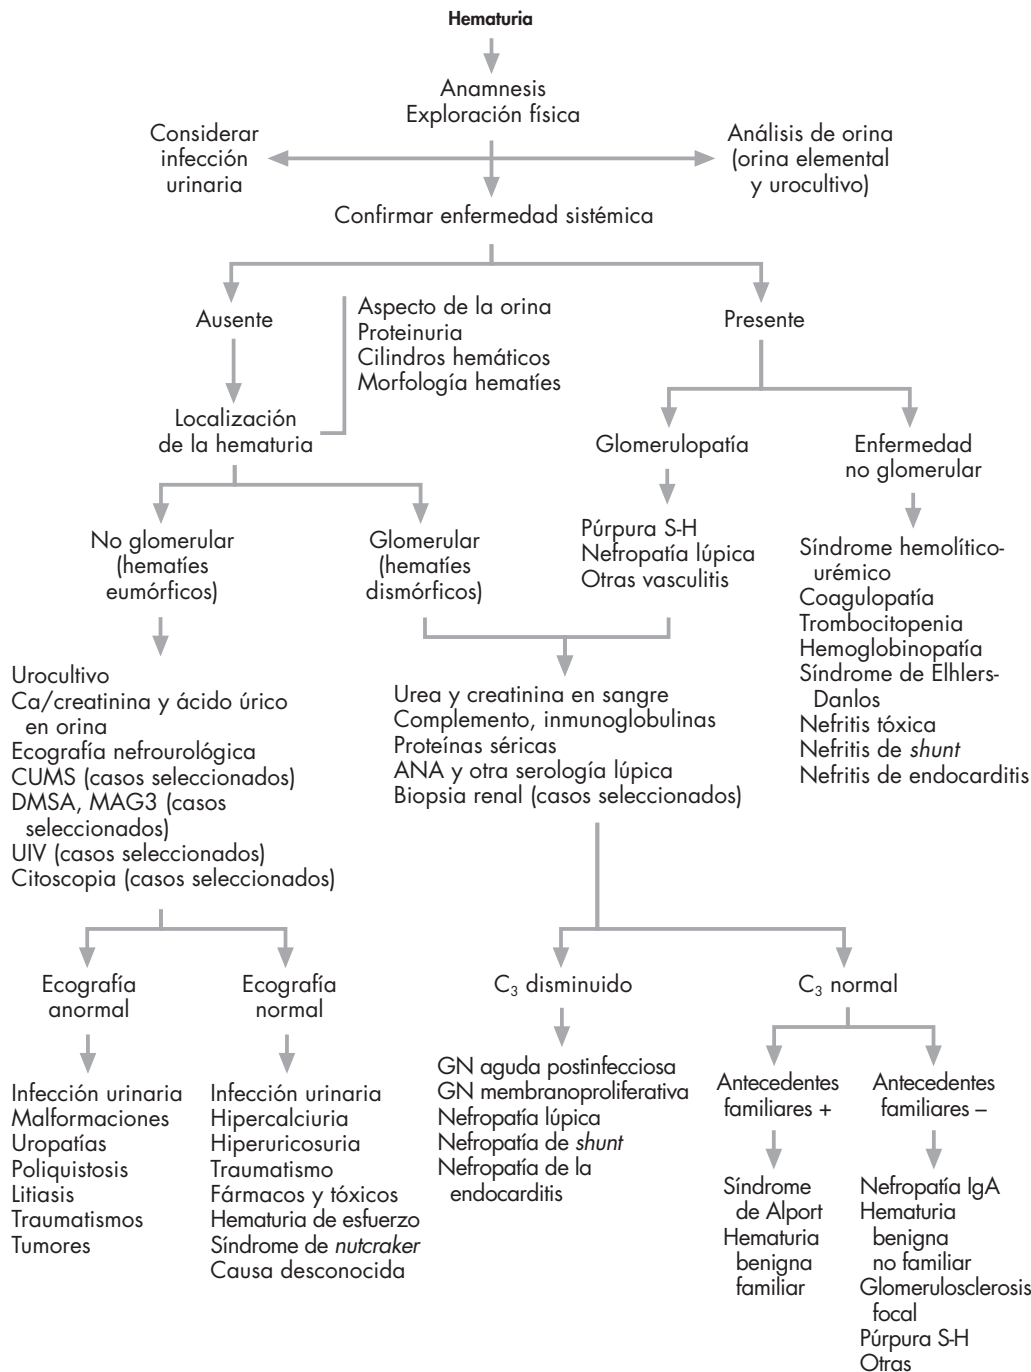 Hematuria
Anamnesis
Exploración física
Considerar
infección
urinaria
Análisis de orina
(orina elemental
y urocultivo)
Confirmar enfermedad sistémica
Ausente
Aspecto de la orina
Proteinuria
Cilindros hemáticos
Morfología hematíes
Presente
Localización
de la hematuria
Glomerulopatía
Enfermedad
no glomerular
No glomerular
(hematíes
eumórficos)
Glomerular
(hematíes
dismórficos)
Púrpura S-H
Nefropatía lúpica
Otras vasculitis
Síndrome hemolítico-
urémico
Coagulopatía
Trombocitopenia
Hemoglobinopatía
Síndrome de Elhlers-
Danlos
Nefritis tóxica
Nefritis de shunt
Nefritis de endocarditis
Urocultivo
Ca/creatinina y ácido úrico
en orina
Ecografía nefrourológica
CUMS (casos seleccionados)
DMSA, MAG3 (casos
seleccionados)
UIV (casos seleccionados)
Citoscopia (casos seleccionados)
Urea y creatinina en sangre
Complemento, inmunoglobulinas
Proteínas séricas
ANA y otra serología lúpica
Biopsia renal (casos seleccionados)
Ecografía
anormal
Ecografía
normal
C₃ disminuido
C₃ normal
Infección urinaria
Malformaciones
Uropatías
Poliquistosis
Litiasis
Traumatismos
Tumores
Infección urinaria
Hipercalciuria
Hiperuricosuria
Traumatismo
Fármacos y tóxicos
Hematuria de esfuerzo
Síndrome de nutcraker
Causa desconocida
GN aguda postinfecciosa
GN membranoproliferativa
Nefropatía lúpica
Nefropatía de shunt
Nefropatía de la
endocarditis
Antecedentes
familiares +
Antecedentes
familiares –
Síndrome
de Alport
Hematuria
benigna
familiar
Nefropatía IgA
Hematuria
benigna
no familiar
Glomerulosclerosis
focal
Púrpura S-H
Otras